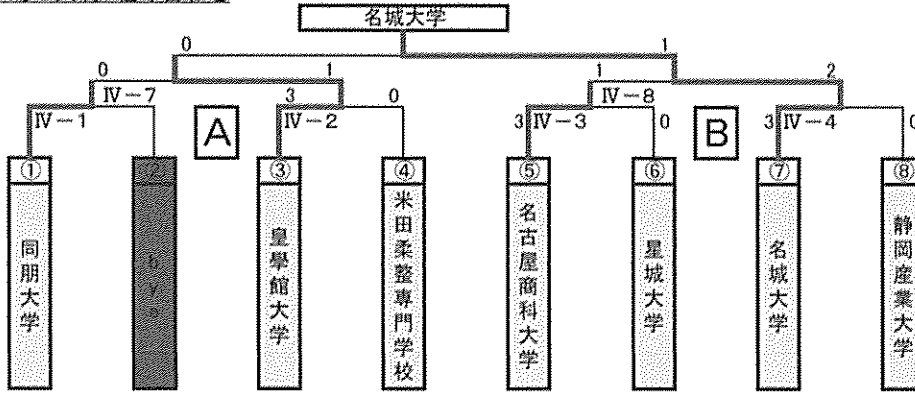 名城大学
0 1
0 1 1 2
Ⅳ－7 Ⅳ－8
3 0
Ⅳ－1 A Ⅳ－2 3 Ⅳ－3 0 B 3 Ⅳ－4 0
① ② ③ ④ ⑤ ⑥ ⑦ ⑧
同朋大学
bye
皇學館大学
米田柔整専門学校
名古屋商科大学
星城大学
名城大学
静岡産業大学